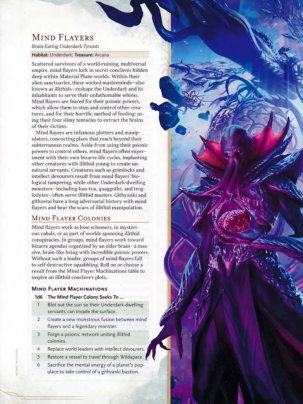 MIND FLAYERS
Brain-Eating Underdark Tyrants
Habitat: Underdark; Treasure: Arcana
Scattered survivors of a world-ruining, multiversal
empire, mind flayers lurk in secret conclaves hidden
deep within Material Plane worlds. Within their
alien sanctuaries, these wicked masterminds—also
known as illithids—reshape the Underdark and its
inhabitants to serve their unfathomable whims.
Mind flayers are feared for their psionic powers,
which allow them to stun and control other crea-
tures, and for their horrific method of feeding: us-
ing their four slimy tentacles to extract the brains
of their victims.
Mind flayers are infamous plotters and manip-
ulators, concocting plots that reach beyond their
subterranean realms. Aside from using their psionic
powers to control others, mind flayers often exper-
iment with their own bizarre life cycles, implanting
other creatures with illithid young to create un-
natural servants. Creatures such as grimlocks and
intellect devourers result from mind flayers' bio-
logical tampering, while other Underdark-dwelling
monsters—including kuo-toa, quaggoths, and trog-
lodytes—often serve illithid masters. Githyanki and
githzerai have a long adversarial history with mind
flayers and bear the scars of illithid manipulation.
MIND FLAYER COLONIES
Mind flayers work as lone schemers, in mysteri-
ous cabals, or as part of worlds-spanning illithid
conspiracies. In groups, mind flayers work toward
bizarre agendas organized by an elder brain—a mas-
sive, brain-like being with incredible psionic powers.
Without such a leader, groups of mind flayers fall
to self-destructive squabbling. Roll on or choose a
result from the Mind Flayer Machinations table to
inspire an illithid conclave's plots.
MIND FLAYER MACHINATIONS
1d6 The Mind Flayer Colony Seeks To ...
1 Blot out the sun so their Underdark-dwelling
servants can invade the surface.
2 Create a new monstrous fusion between mind
flayers and a legendary monster.
3 Forge a psionic network uniting illithid
colonies.
4 Replace world leaders with intellect devourers.
5 Restore a vessel to travel through Wildspace.
6 Sacrifice the mental energy of a planet's pop-
ulace to take control of a githyanki bastion.